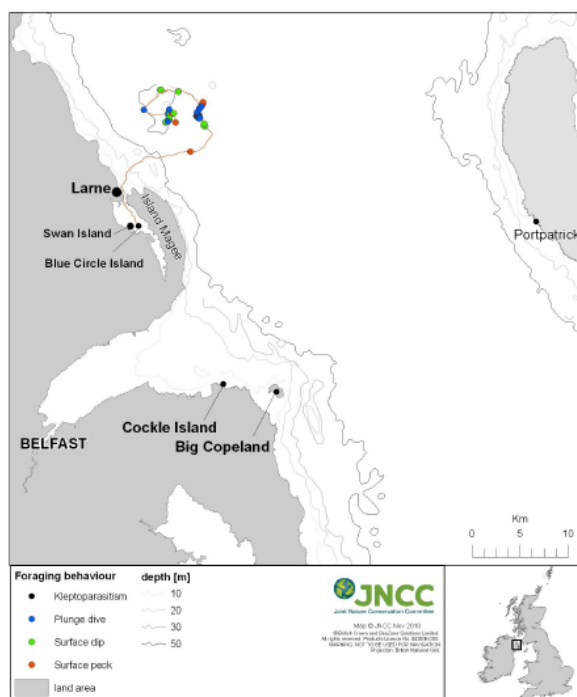 Larne
Island Magee
Swan Island
Blue Circle Island
Portpatrick
Cockle Island
Big Copeland
BELFAST
Km
0 5 10
Foraging behaviour
Kleptoparasitism
Plunge dive
Surface dip
Surface peck
land area
depth [m]
10
20
30
50
JNCC
Joint Nature Conservation Committee
Map © JNCC Nov 2013